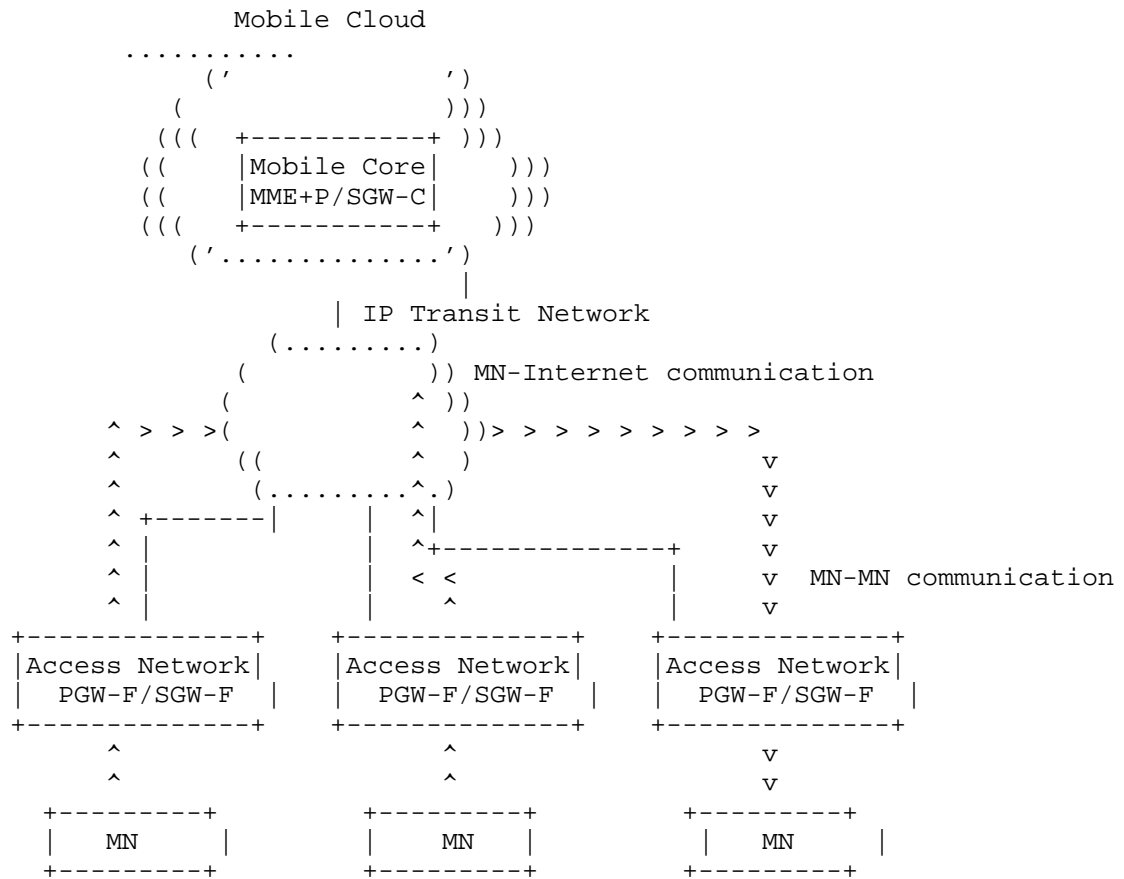 Mobile Cloud
Mobile Core
MME+P/SGW-C
IP Transit Network
MN-Internet communication
MN-MN communication
Access Network Access Network Access Network
PGW-F/SGW-F PGW-F/SGW-F PGW-F/SGW-F
MN MN MN